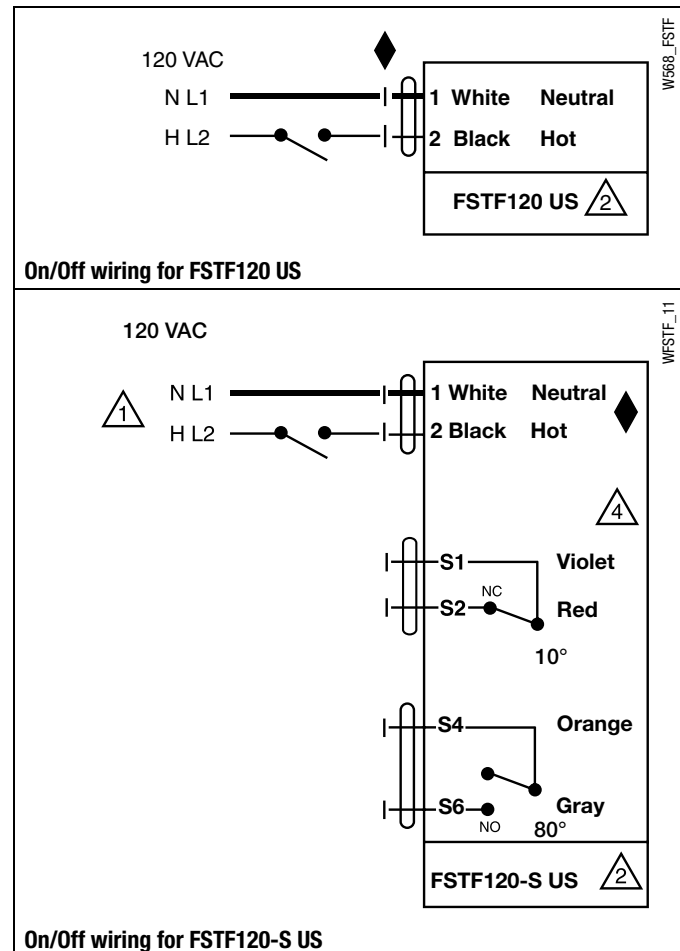 W568_FSTF
120 VAC
N L1
1 White Neutral
H L2
2 Black Hot
FSTF120 US 2
On/Off wiring for FSTF120 US
WFSTF_11
120 VAC
1
N L1
1 White Neutral
H L2
2 Black Hot
4
S1 Violet
NC
S2 Red
10°
S4 Orange
S6 Gray
NO 80°
FSTF120-S US 2
On/Off wiring for FSTF120-S US